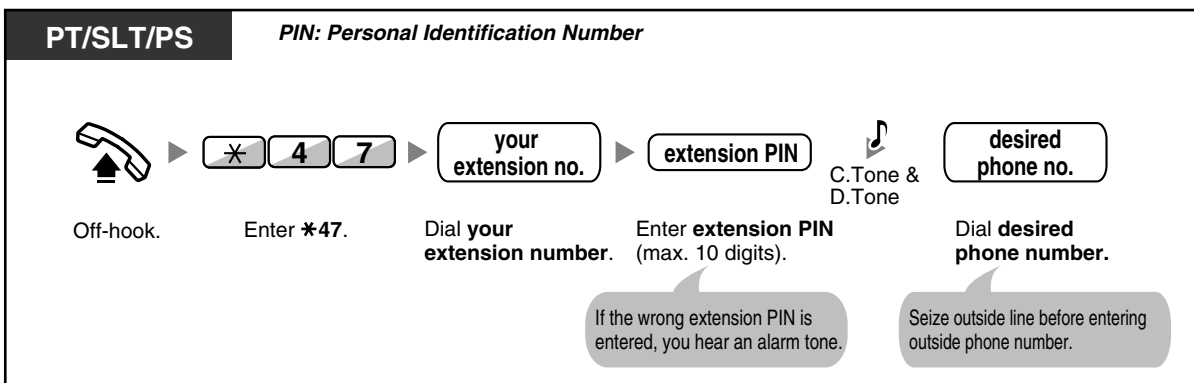 PT/SLT/PS
PIN: Personal Identification Number
✳ 4 7
your
extension no.
extension PIN
C.Tone &
D.Tone
desired
phone no.
Off-hook.
Enter ✳47.
Dial your
extension number.
Enter extension PIN
(max. 10 digits).
Dial desired
phone number.
If the wrong extension PIN is
entered, you hear an alarm tone.
Seize outside line before entering
outside phone number.